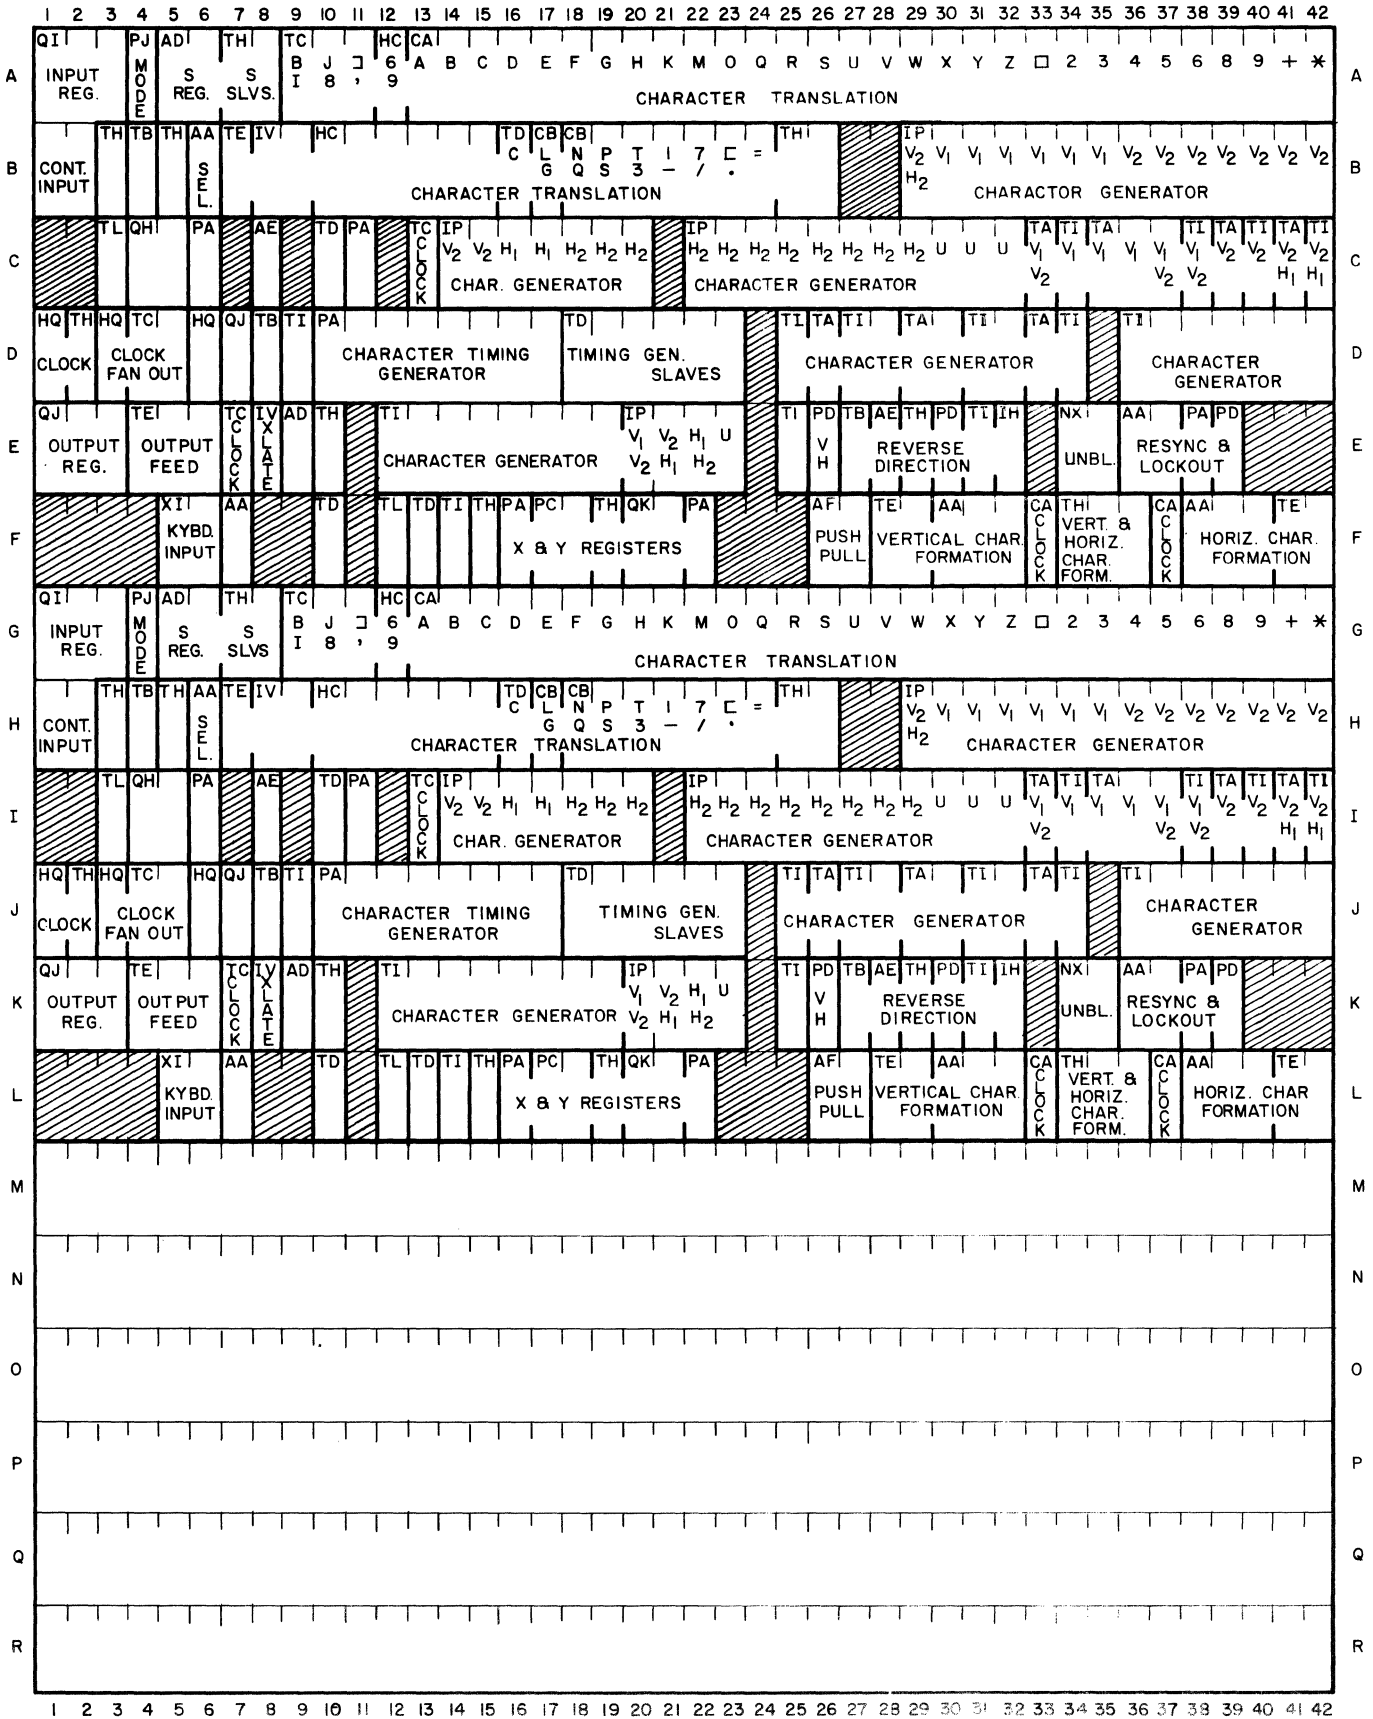 1 2 3 4 5 6 7 8 9 10 11 12 13 14 15 16 17 18 19 20 21 22 23 24 25 26 27 28 29 30 31 32 33 34 35 36 37 38 39 40 41 42
QI PJ AD TH TC HC CA
A INPUT REG. MODE S REG. S SLVS. B I J 8 ⊐ , 6 9 A B C D E F G H K M O Q R S U V W X Y Z □ 2 3 4 5 6 8 9 + * A
CHARACTER TRANSLATION
TH TB TH AA TE IV HC TD CB CB TH IP
C L N P T 1 7 ⊏ = V2 V1 V1 V1 V1 V1 V1 V2 V2 V2 V2 V2 V2 V2
B CONT. INPUT SEL. G Q S 3 – / . H2 B
CHARACTER TRANSLATION CHARACTOR GENERATOR
TL QH PA AE TD PA TC IP IP TA TI TA TI TA TI TA TI
C CLOCK V2 V2 H1 H1 H2 H2 H2 H2 H2 H2 H2 H2 H2 H2 H2 U U U V1 V1 V1 V1 V1 V1 V2 V2 V2 V2 C
CHAR. GENERATOR CHARACTER GENERATOR V2 V2 V2 H1 H1
HQ TH HQ TC HQ QJ TB TI PA TD TI TA TI TA TI TA TI TI
D CLOCK CLOCK FAN OUT CHARACTER TIMING GENERATOR TIMING GEN. SLAVES CHARACTER GENERATOR CHARACTER GENERATOR D
QJ TE TC IV AD TH TI IP TI PD TB AE TH PD TI IH NX AA PA PD
E OUTPUT REG. OUTPUT FEED CLOCK XLATE CHARACTER GENERATOR V1 V2 H1 U V2 H1 H2 V H REVERSE DIRECTION UNBL. RESYNC & LOCKOUT E
XI AA TD TL TD TI TH PA PC TH QK PA AF TE AA CA TH CA AA TE
F KYBD. INPUT X & Y REGISTERS PUSH PULL VERTICAL CHAR. FORMATION CLOCK VERT. & HORIZ. CHAR. FORM. CLOCK HORIZ. CHAR. FORMATION F
QI PJ AD TH TC HC CA
G INPUT REG. MODE S REG. S SLVS B I J 8 ⊐ , 6 9 A B C D E F G H K M O Q R S U V W X Y Z □ 2 3 4 5 6 8 9 + * G
CHARACTER TRANSLATION
TH TB TH AA TE IV HC TD CB CB TH IP
C L N P T 1 7 ⊏ = V2 V1 V1 V1 V1 V1 V1 V2 V2 V2 V2 V2 V2 V2
H CONT. INPUT SEL. G Q S 3 – / . H2 H
CHARACTER TRANSLATION CHARACTER GENERATOR
TL QH PA AE TD PA TC IP IP TA TI TA TI TA TI TA TI
I CLOCK V2 V2 H1 H1 H2 H2 H2 H2 H2 H2 H2 H2 H2 H2 H2 U U U V1 V1 V1 V1 V1 V1 V2 V2 V2 V2 I
CHAR. GENERATOR CHARACTER GENERATOR V2 V2 V2 H1 H1
HQ TH HQ TC HQ QJ TB TI PA TD TI TA TI TA TI TA TI TI
J CLOCK CLOCK FAN OUT CHARACTER TIMING GENERATOR TIMING GEN. SLAVES CHARACTER GENERATOR CHARACTER GENERATOR J
QJ TE TC IV AD TH TI IP TI PD TB AE TH PD TI IH NX AA PA PD
K OUTPUT REG. OUTPUT FEED CLOCK XLATE CHARACTER GENERATOR V1 V2 H1 U V2 H1 H2 V H REVERSE DIRECTION UNBL. RESYNC & LOCKOUT K
XI AA TD TL TD TI TH PA PC TH QK PA AF TE AA CA TH CA AA TE
L KYBD. INPUT X & Y REGISTERS PUSH PULL VERTICAL CHAR. FORMATION CLOCK VERT. & HORIZ. CHAR. FORM. CLOCK HORIZ. CHAR FORMATION L
M M
N N
O O
P P
Q Q
R R
1 2 3 4 5 6 7 8 9 10 11 12 13 14 15 16 17 18 19 20 21 22 23 24 25 26 27 28 29 30 31 32 33 34 35 36 37 38 39 40 41 42